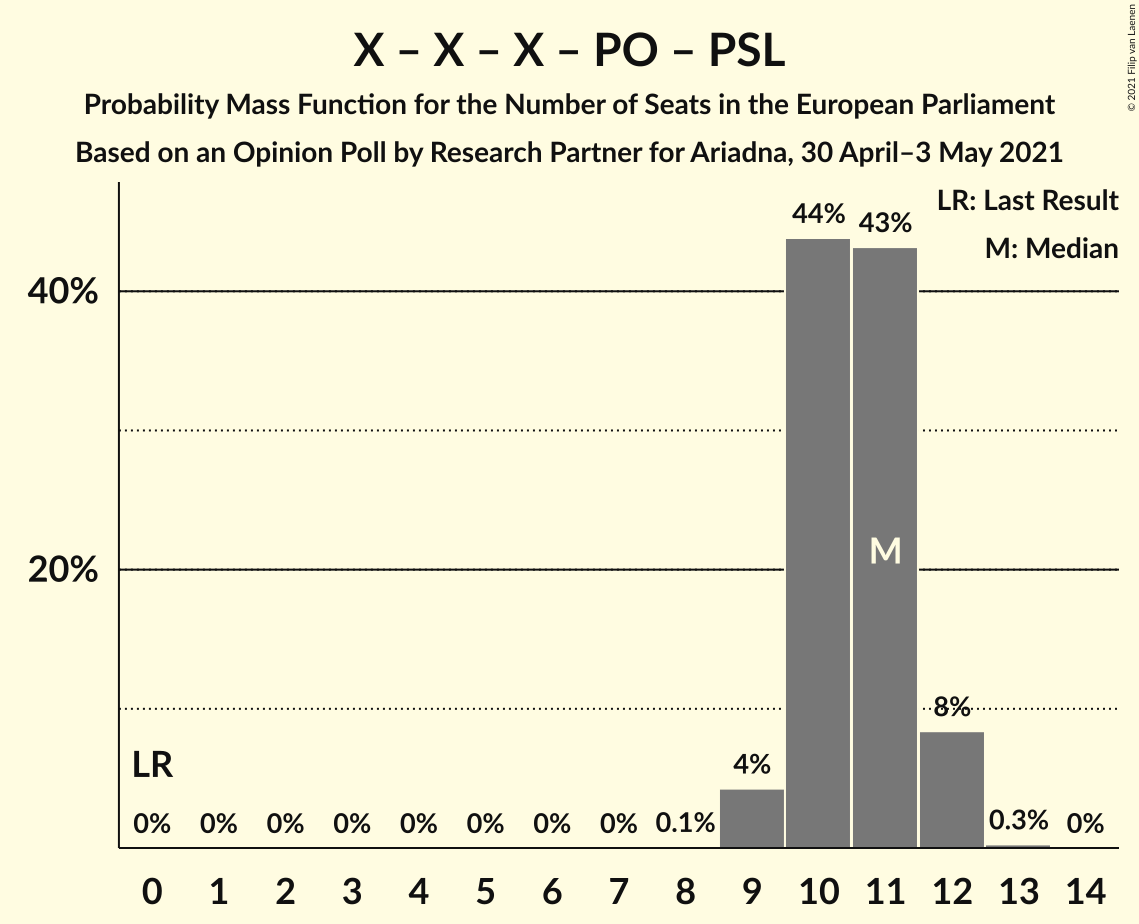 X – X – X – PO – PSL
Probability Mass Function for the Number of Seats in the European Parliament
Based on an Opinion Poll by Research Partner for Ariadna, 30 April–3 May 2021
© 2021 Filip van Laenen
LR: Last Result
M: Median
44%
43%
40%
20%
M
8%
4%
LR
0% 0% 0% 0% 0% 0% 0% 0% 0.1% 0.3% 0%
0 1 2 3 4 5 6 7 8 9 10 11 12 13 14